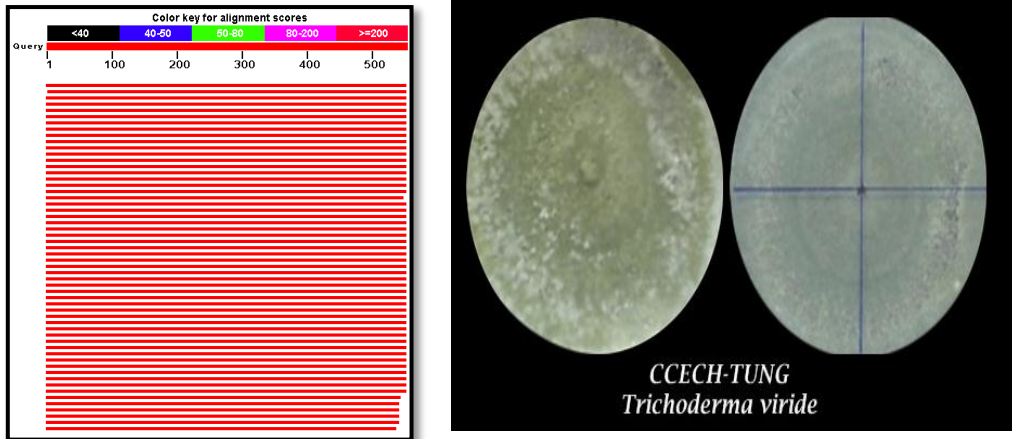 Color key for alignment scores
<40 40-50 50-80 80-200 >=200
Query
1 100 200 300 400 500
CCECH-TUNG
Trichoderma viride